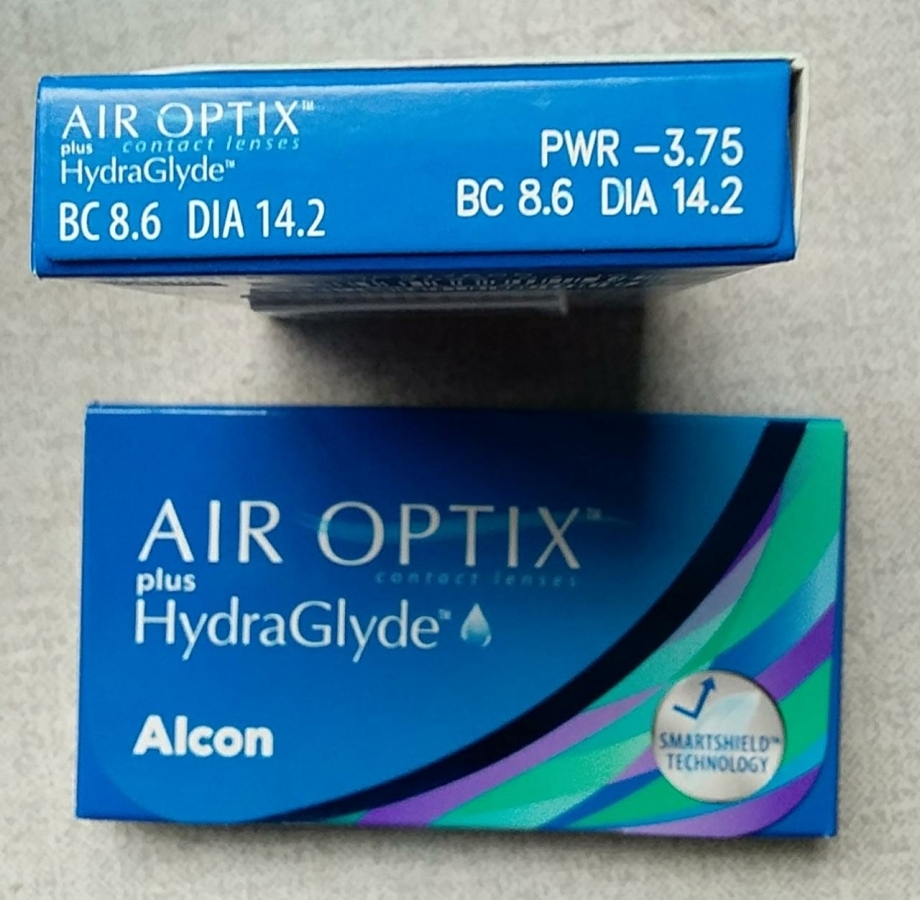 AIR OPTIX™
plus contact lenses
HydraGlyde™
BC 8.6 DIA 14.2
PWR −3.75
BC 8.6 DIA 14.2
AIR OPTIX™
plus contact lenses
HydraGlyde™
Alcon
SMARTSHIELD™
TECHNOLOGY